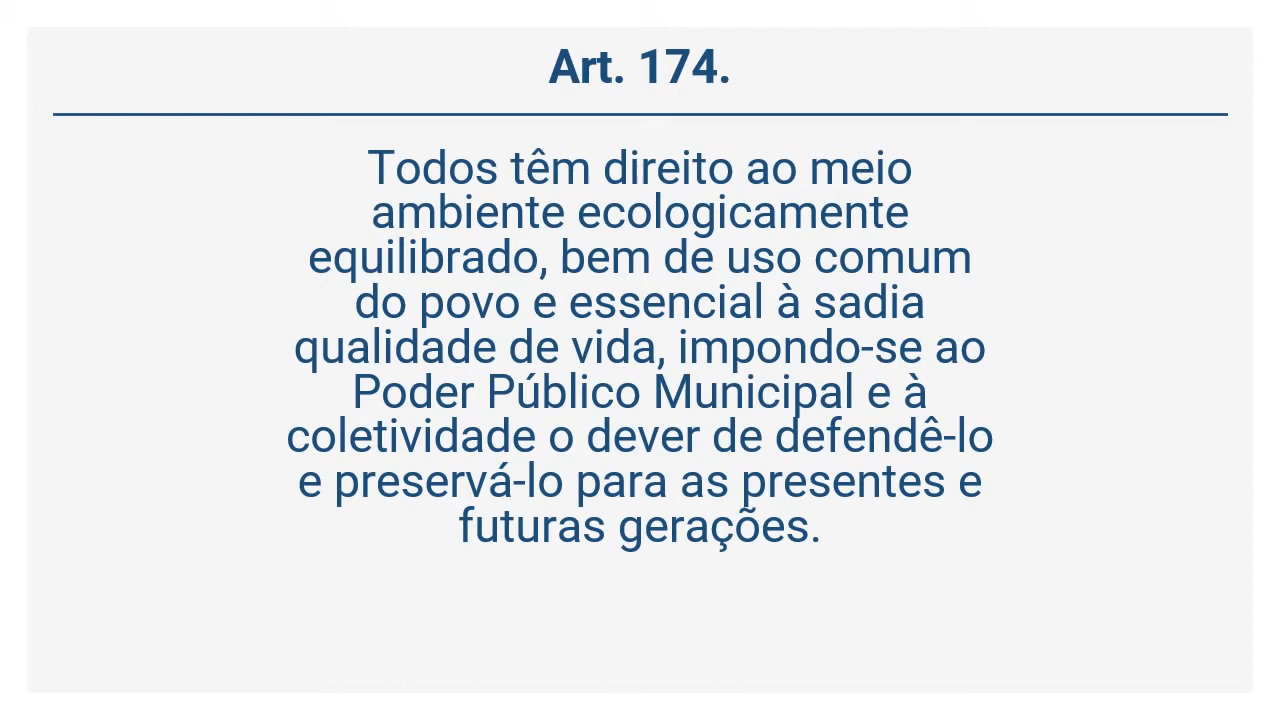 Art. 174.
Todos têm direito ao meio
ambiente ecologicamente
equilibrado, bem de uso comum
do povo e essencial à sadia
qualidade de vida, impondo-se ao
Poder Público Municipal e à
coletividade o dever de defendê-lo
e preservá-lo para as presentes e
futuras gerações.